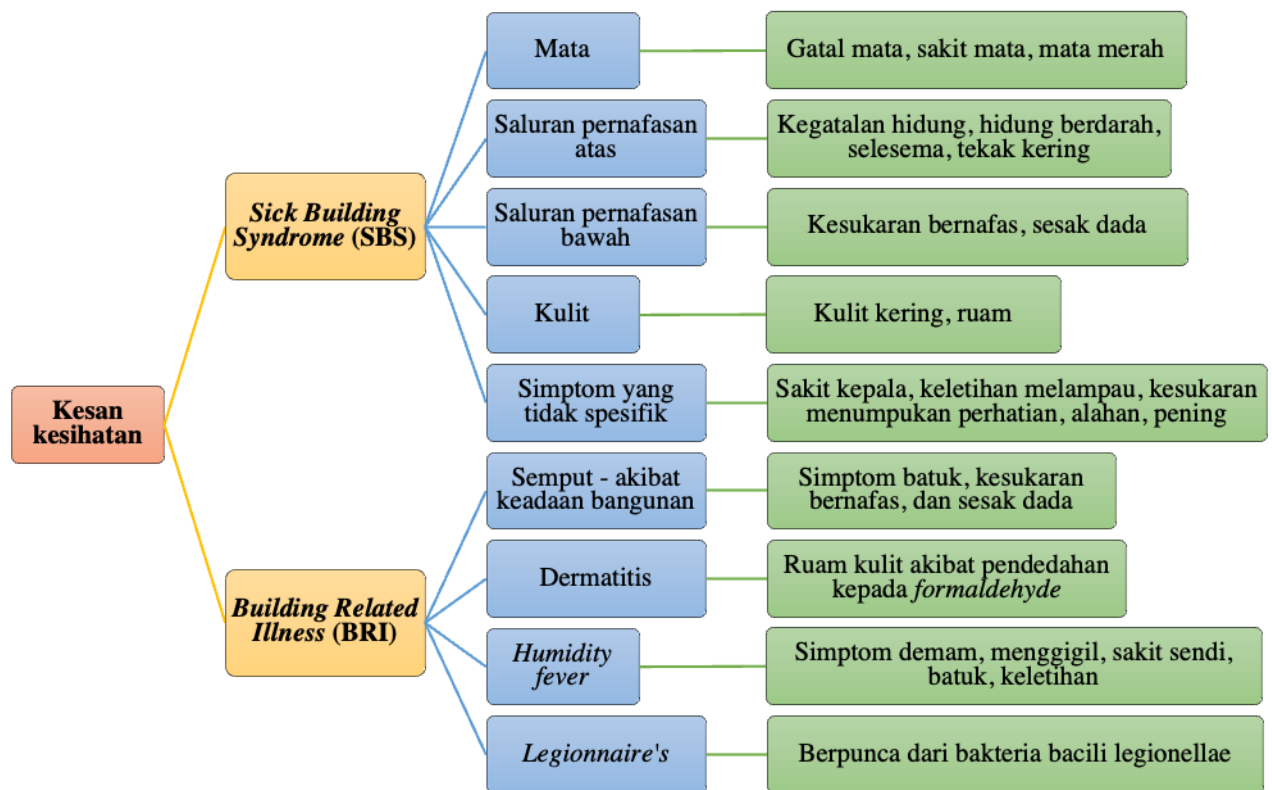 Mata
Gatal mata, sakit mata, mata merah
Saluran pernafasan
atas
Kegatalan hidung, hidung berdarah,
selesema, tekak kering
Sick Building
Syndrome (SBS)
Saluran pernafasan
bawah
Kesukaran bernafas, sesak dada
Kulit
Kulit kering, ruam
Simptom yang
tidak spesifik
Sakit kepala, keletihan melampau, kesukaran
menumpukan perhatian, alahan, pening
Kesan
kesihatan
Semput - akibat
keadaan bangunan
Simptom batuk, kesukaran
bernafas, dan sesak dada
Dermatitis
Ruam kulit akibat pendedahan
kepada formaldehyde
Building Related
Illness (BRI)
Humidity
fever
Simptom demam, menggigil, sakit sendi,
batuk, keletihan
Legionnaire's
Berpunca dari bakteria bacili legionellae